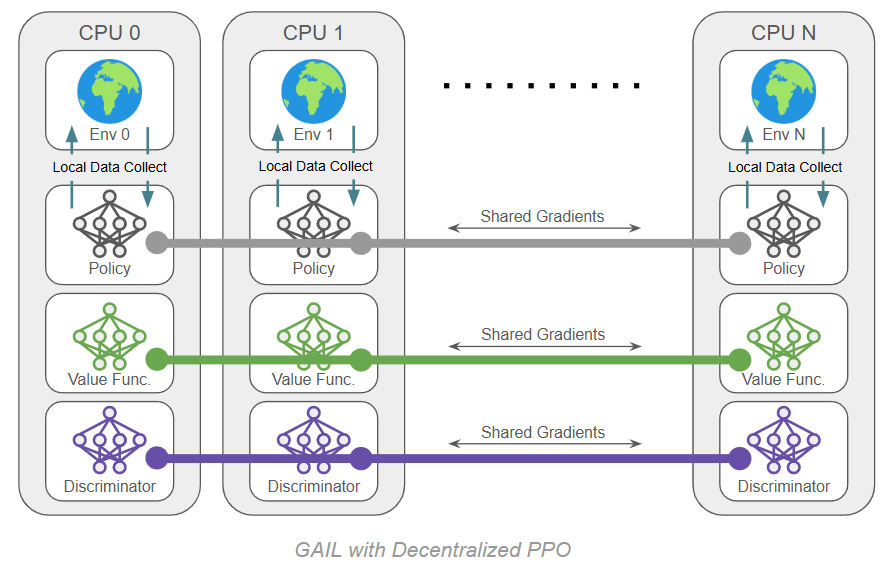 CPU 0
CPU 1
CPU N
Env 0
Env 1
Env N
Local Data Collect
Local Data Collect
Local Data Collect
Shared Gradients
Policy
Policy
Policy
Shared Gradients
Value Func.
Value Func.
Value Func.
Shared Gradients
Discriminator
Discriminator
Discriminator
GAIL with Decentralized PPO